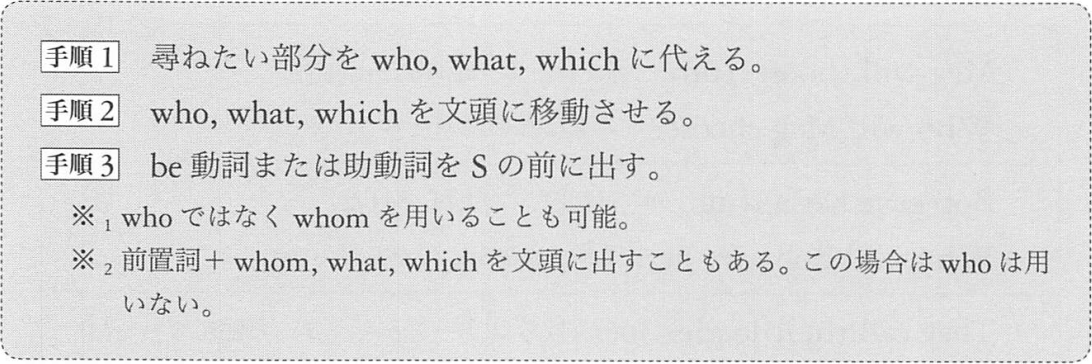 手順1 尋ねたい部分を who, what, which に代える。
手順2 who, what, which を文頭に移動させる。
手順3 be 動詞または助動詞を S の前に出す。
※1 who ではなく whom を用いることも可能。
※2 前置詞+ whom, what, which を文頭に出すこともある。この場合は who は用
いない。